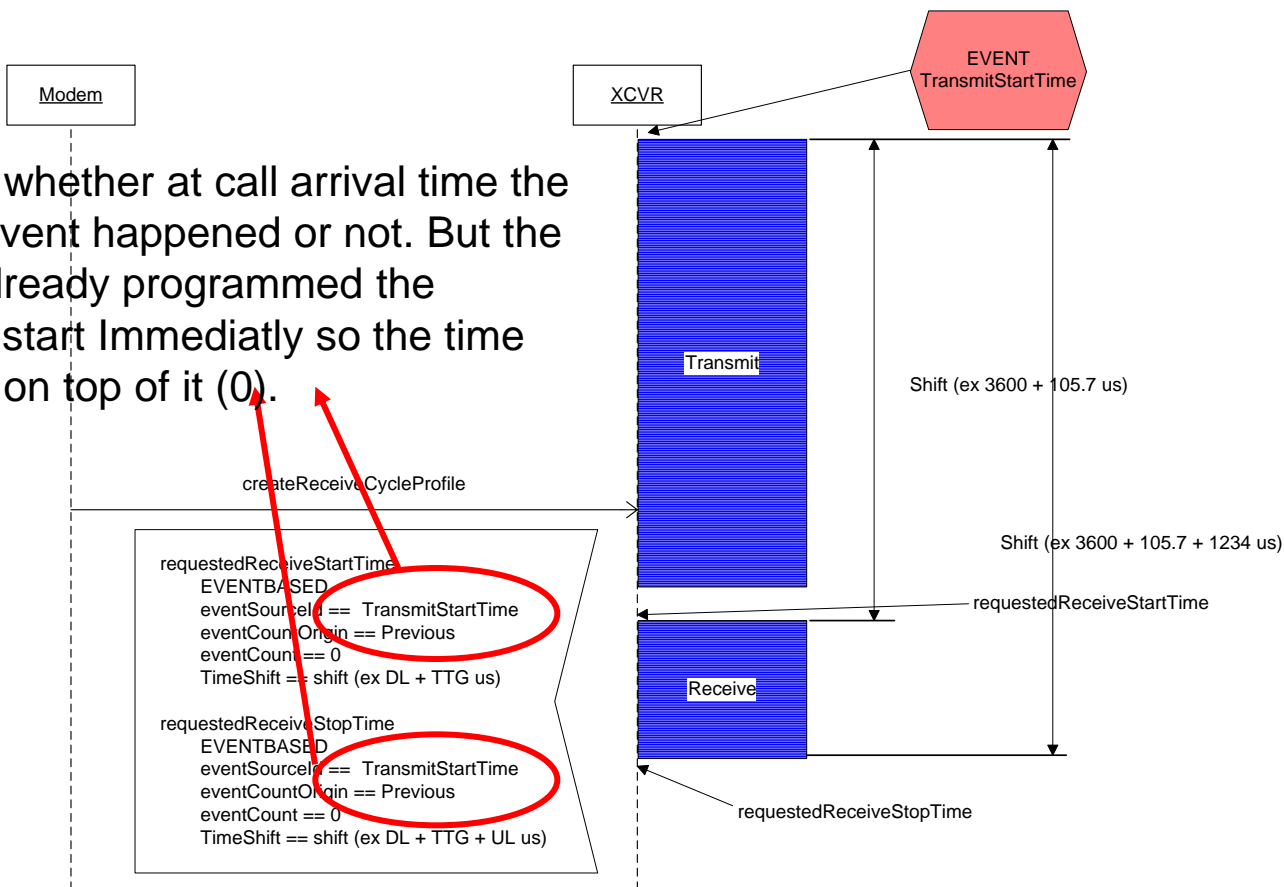 EVENT
TransmitStartTime
Modem
XCVR
whether at call arrival time the
vent happened or not. But the
lready programmed the
start Immediatly so the time
on top of it (0).
Transmit
Shift (ex 3600 + 105.7 us)
createReceiveCycleProfile
Shift (ex 3600 + 105.7 + 1234 us)
requestedReceiveStartTime
EVENTBASED
eventSourceId == TransmitStartTime
eventCountOrigin == Previous
eventCount == 0
TimeShift == shift (ex DL + TTG us)
requestedReceiveStartTime
Receive
requestedReceiveStopTime
EVENTBASED
eventSourceId == TransmitStartTime
eventCountOrigin == Previous
eventCount == 0
TimeShift == shift (ex DL + TTG + UL us)
requestedReceiveStopTime